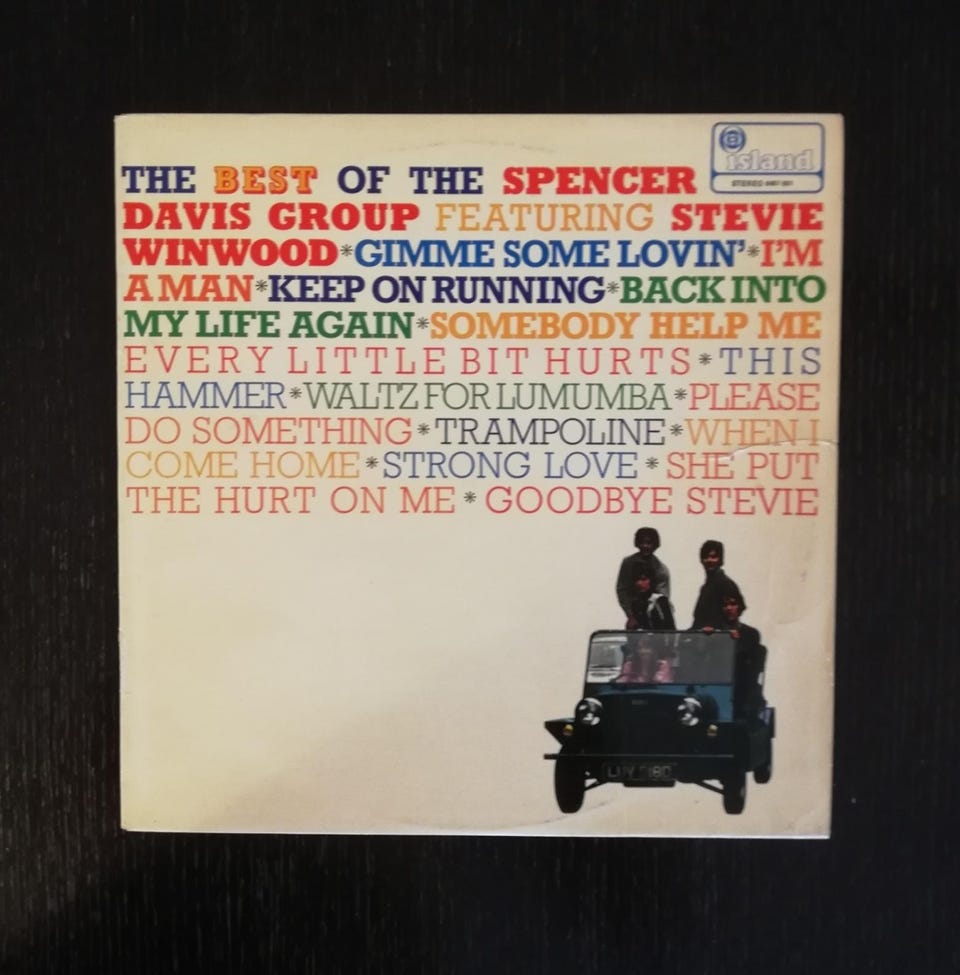 island
STEREO
THE BEST OF THE SPENCER
DAVIS GROUP FEATURING STEVIE
WINWOOD*GIMME SOME LOVIN'*I'M
A MAN*KEEP ON RUNNING*BACK INTO
MY LIFE AGAIN*SOMEBODY HELP ME
EVERY LITTLE BIT HURTS*THIS
HAMMER*WALTZ FOR LUMUMBA*PLEASE
DO SOMETHING*TRAMPOLINE*WHEN I
COME HOME*STRONG LOVE*SHE PUT
THE HURT ON ME*GOODBYE STEVIE